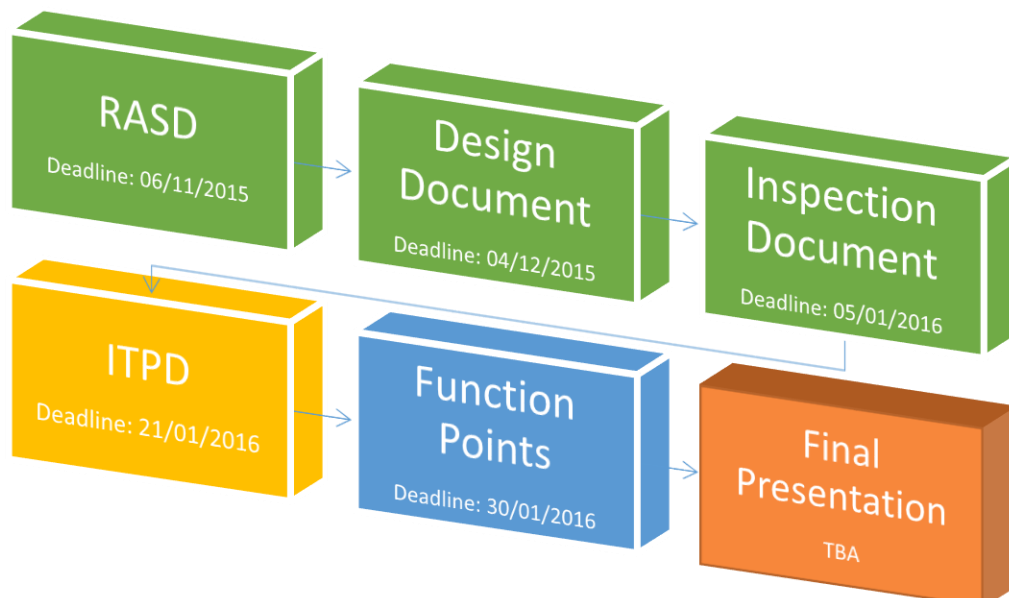 RASD
Deadline: 06/11/2015
Design
Document
Deadline: 04/12/2015
Inspection
Document
Deadline: 05/01/2016
ITPD
Deadline: 21/01/2016
Function
Points
Deadline: 30/01/2016
Final
Presentation
TBA